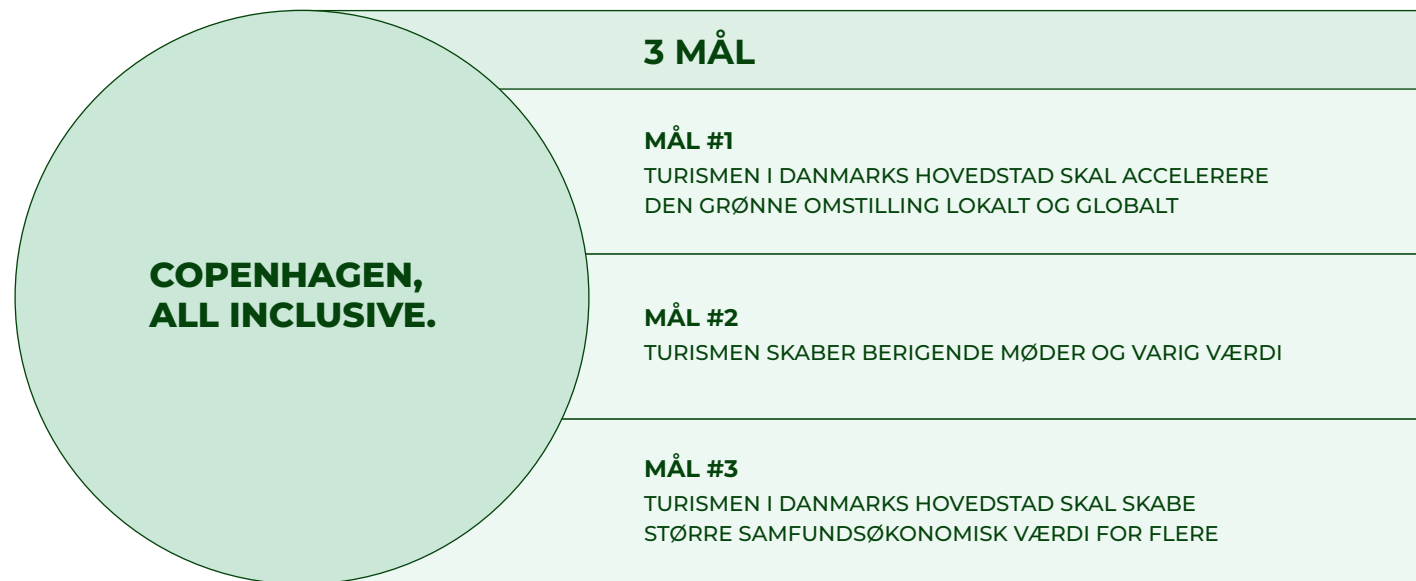 COPENHAGEN,
ALL INCLUSIVE.
3 MÅL
MÅL #1
TURISMEN I DANMARKS HOVEDSTAD SKAL ACCELERERE
DEN GRØNNE OMSTILLING LOKALT OG GLOBALT
MÅL #2
TURISMEN SKABER BERIGENDE MØDER OG VARIG VÆRDI
MÅL #3
TURISMEN I DANMARKS HOVEDSTAD SKAL SKABE
STØRRE SAMFUNDSØKONOMISK VÆRDI FOR FLERE